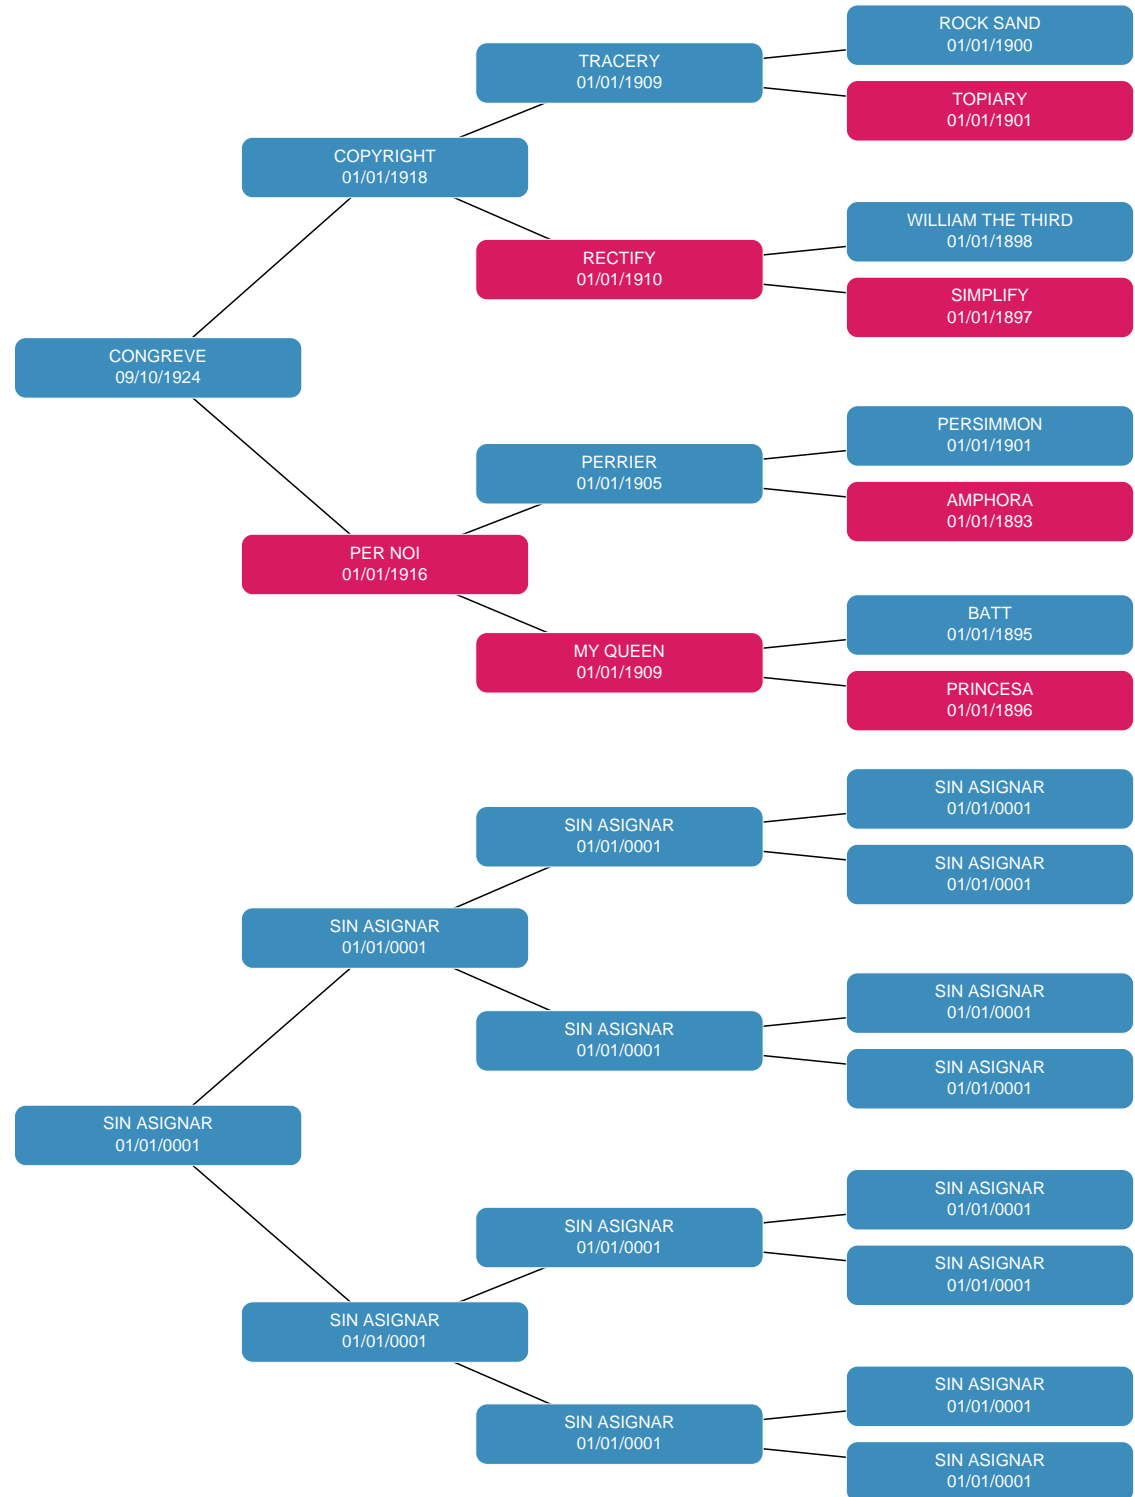 ROCK SAND
01/01/1900
TRACERY
01/01/1909
TOPIARY
01/01/1901
COPYRIGHT
01/01/1918
WILLIAM THE THIRD
01/01/1898
RECTIFY
01/01/1910
SIMPLIFY
01/01/1897
CONGREVE
09/10/1924
PERSIMMON
01/01/1901
PERRIER
01/01/1905
AMPHORA
01/01/1893
PER NOI
01/01/1916
BATT
01/01/1895
MY QUEEN
01/01/1909
PRINCESA
01/01/1896
SIN ASIGNAR
01/01/0001
SIN ASIGNAR
01/01/0001
SIN ASIGNAR
01/01/0001
SIN ASIGNAR
01/01/0001
SIN ASIGNAR
01/01/0001
SIN ASIGNAR
01/01/0001
SIN ASIGNAR
01/01/0001
SIN ASIGNAR
01/01/0001
SIN ASIGNAR
01/01/0001
SIN ASIGNAR
01/01/0001
SIN ASIGNAR
01/01/0001
SIN ASIGNAR
01/01/0001
SIN ASIGNAR
01/01/0001
SIN ASIGNAR
01/01/0001
SIN ASIGNAR
01/01/0001